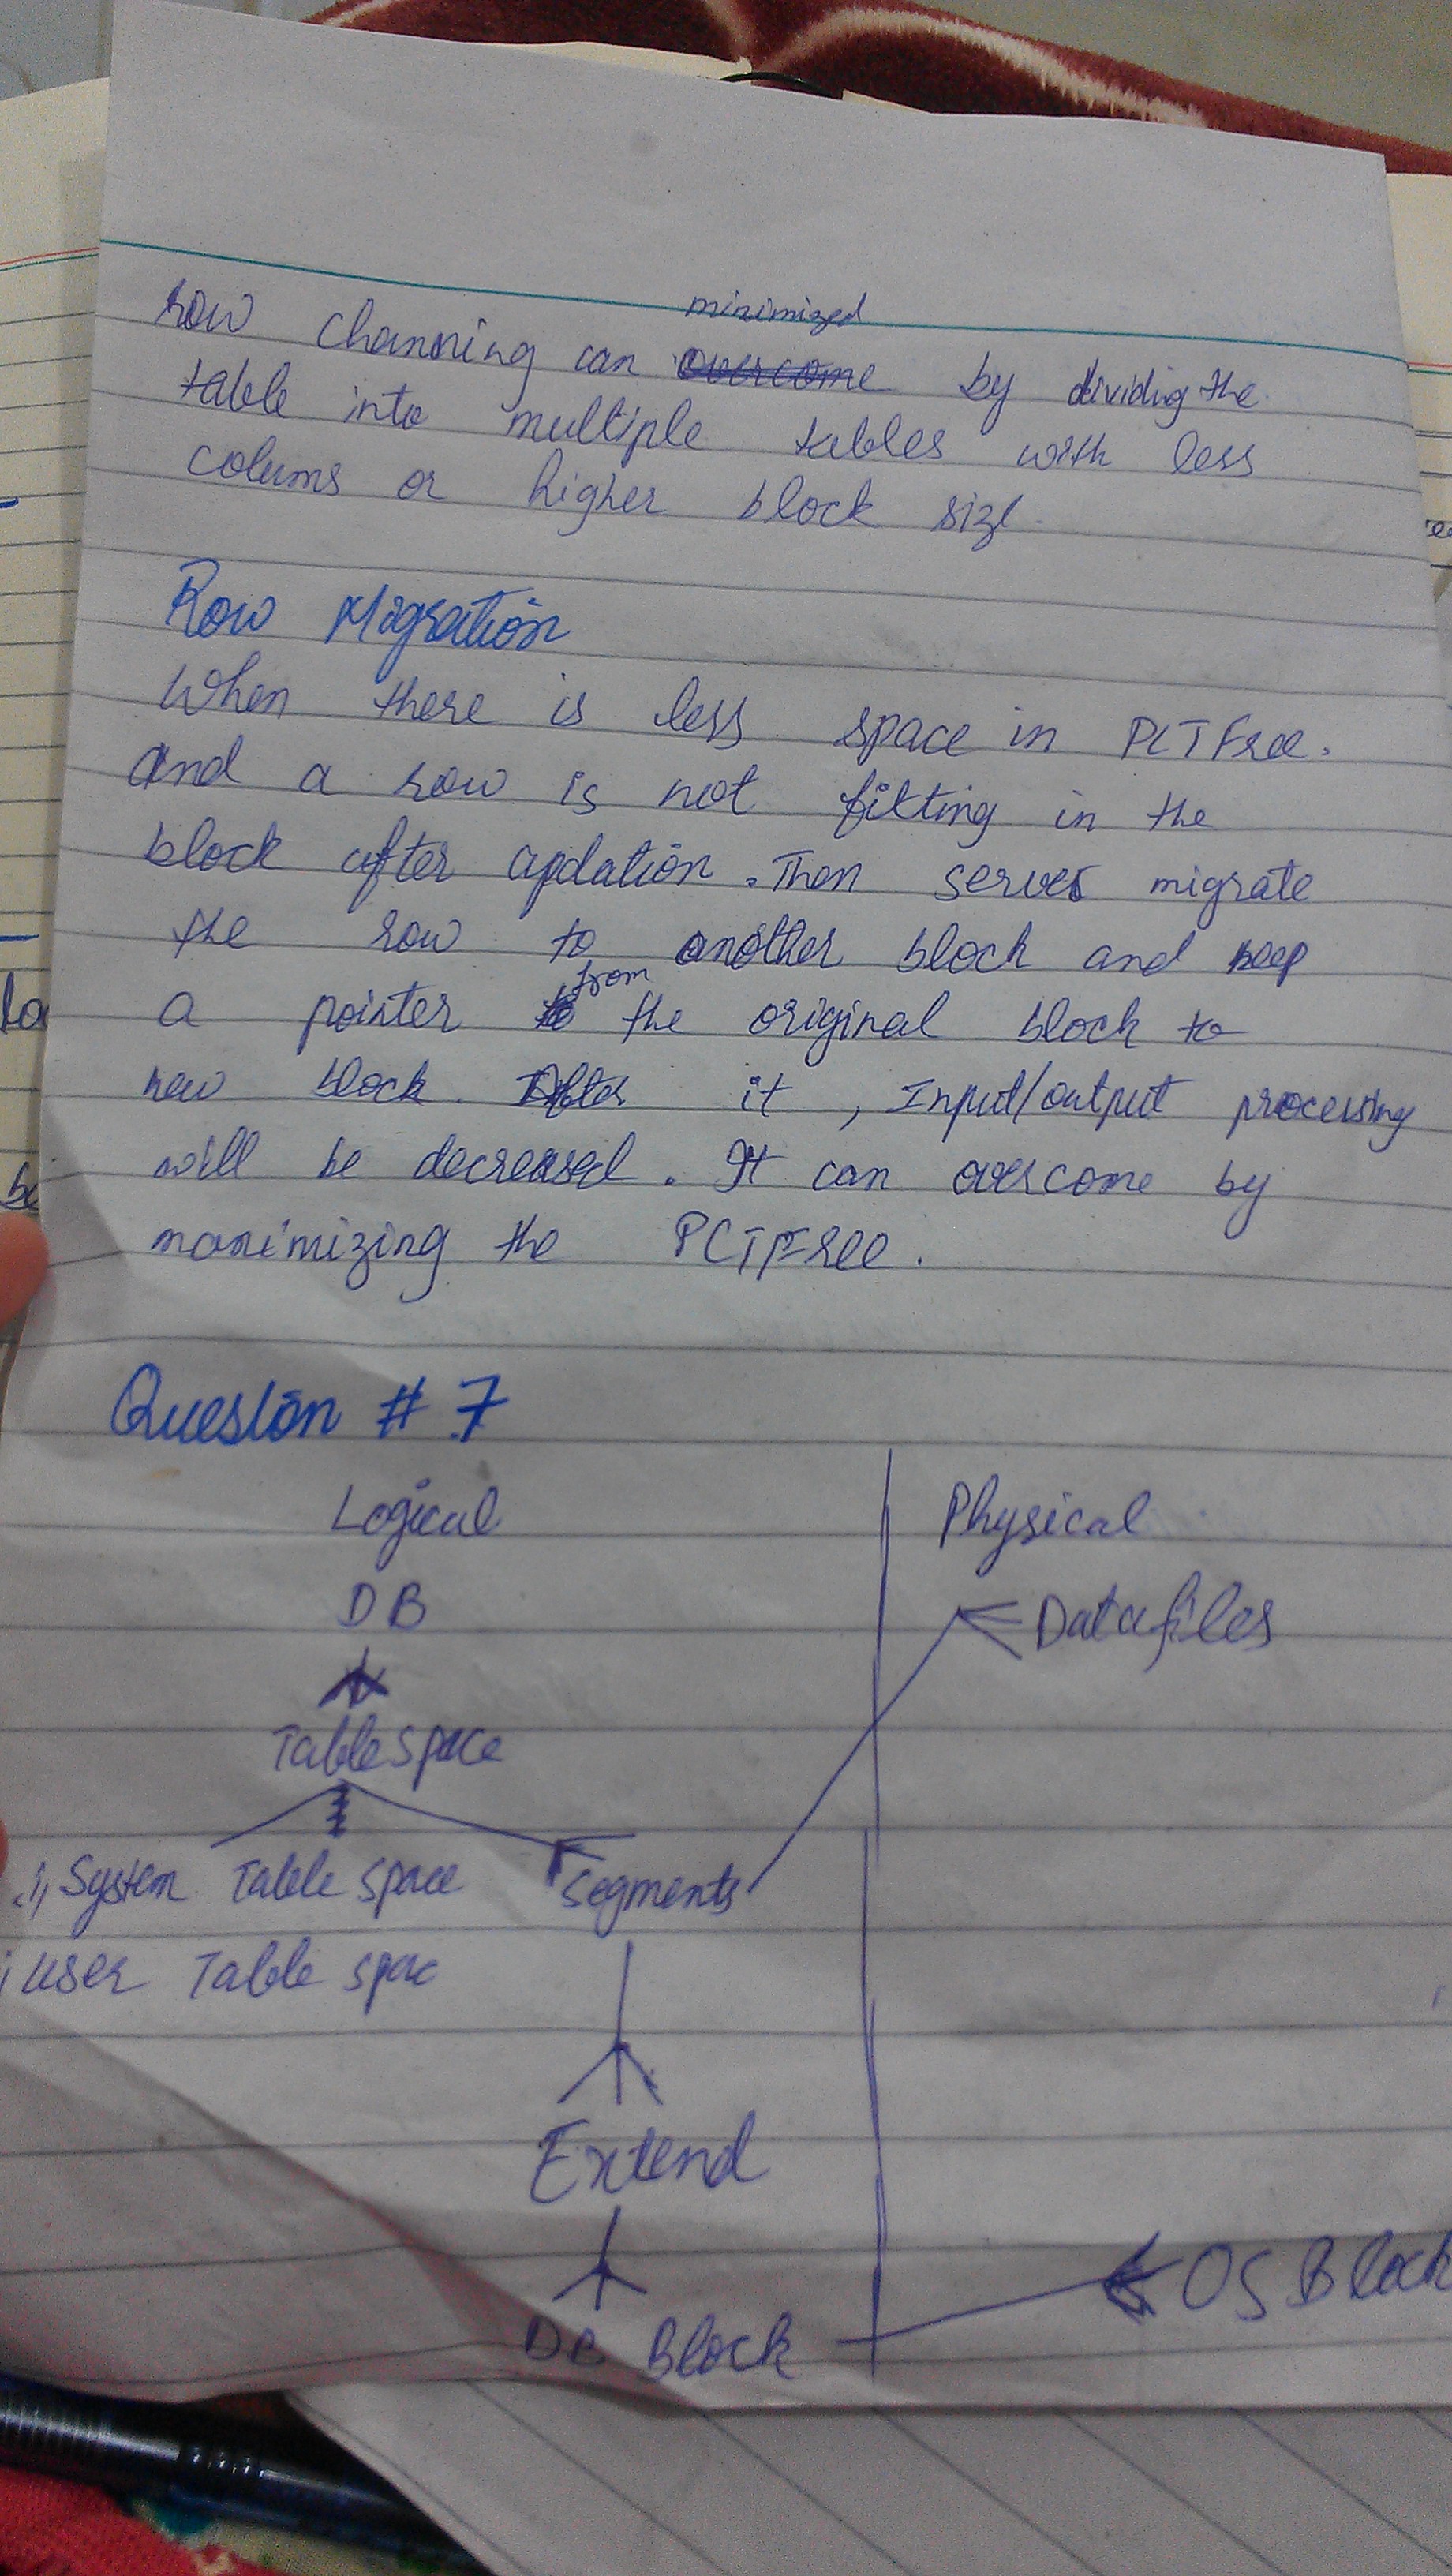 minimized
Row channing can overcome by dividing the
table into multiple tables with less
colums or higher block size.
Row Migration
When there is less space in PCTFree.
and a row is not fitting in the
block after updation. Then server migrate
the row to another block and keep
from
a pointer to the original block to
new block. After it, Input/output processing
will be decreased. It can overcome by
maximizing the PCTFree.
Question # 7
Logical Physical
DB
Datafiles
Tablespace
System Table space Segments
User Table spac
Extend
OS Block
DB Block